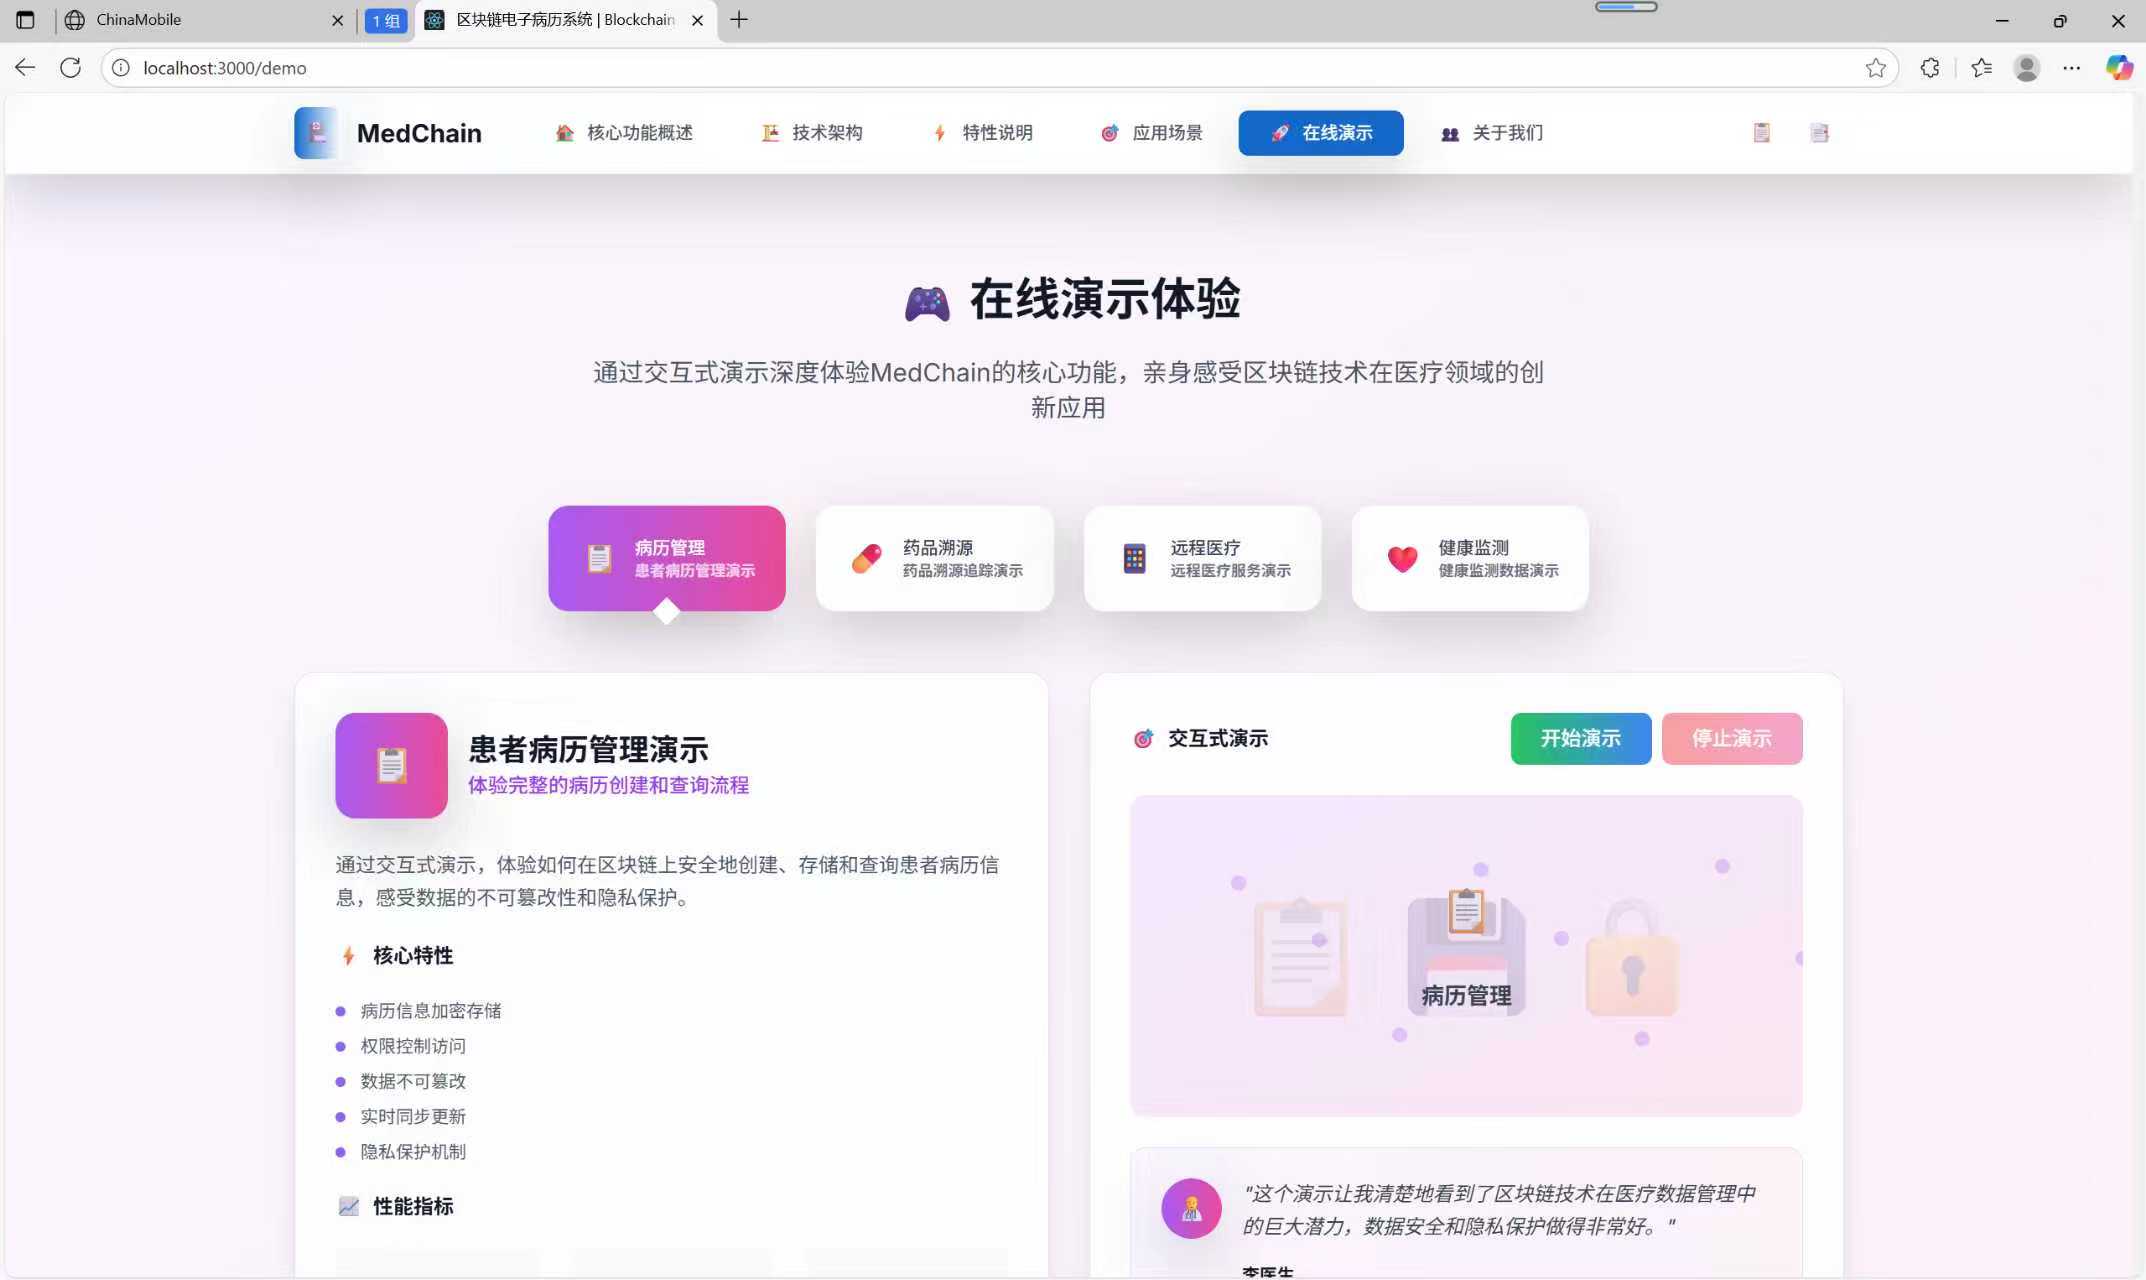 ChinaMobile
1 组
区块链电子病历系统 | Blockchain
localhost:3000/demo
MedChain
核心功能概述
技术架构
特性说明
应用场景
在线演示
关于我们
在线演示体验
通过交互式演示深度体验MedChain的核心功能，亲身感受区块链技术在医疗领域的创
新应用
病历管理
患者病历管理演示
药品溯源
药品溯源追踪演示
远程医疗
远程医疗服务演示
健康监测
健康监测数据演示
患者病历管理演示
体验完整的病历创建和查询流程
通过交互式演示，体验如何在区块链上安全地创建、存储和查询患者病历信
息，感受数据的不可篡改性和隐私保护。
核心特性
病历信息加密存储
权限控制访问
数据不可篡改
实时同步更新
隐私保护机制
性能指标
交互式演示
开始演示
停止演示
病历管理
"这个演示让我清楚地看到了区块链技术在医疗数据管理中
的巨大潜力，数据安全和隐私保护做得非常好。"
李医生